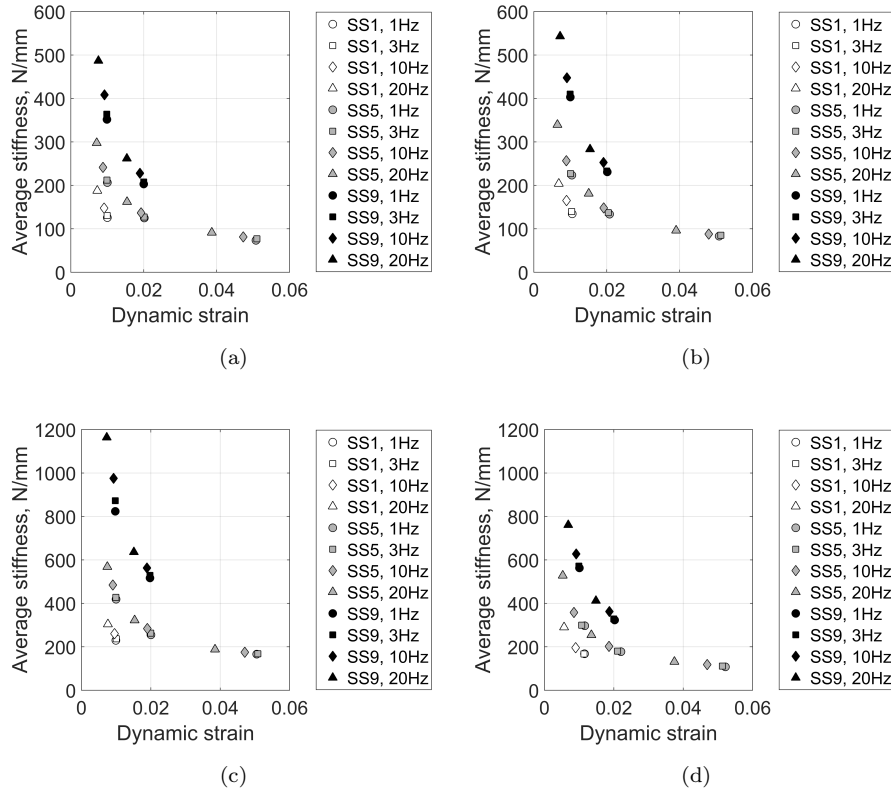 600
500
400
300
200
100
0
0 0.02 0.04 0.06
Average stiffness, N/mm
Dynamic strain
SS1, 1Hz
SS1, 3Hz
SS1, 10Hz
SS1, 20Hz
SS5, 1Hz
SS5, 3Hz
SS5, 10Hz
SS5, 20Hz
SS9, 1Hz
SS9, 3Hz
SS9, 10Hz
SS9, 20Hz
(a)
600
500
400
300
200
100
0
0 0.02 0.04 0.06
Average stiffness, N/mm
Dynamic strain
SS1, 1Hz
SS1, 3Hz
SS1, 10Hz
SS1, 20Hz
SS5, 1Hz
SS5, 3Hz
SS5, 10Hz
SS5, 20Hz
SS9, 1Hz
SS9, 3Hz
SS9, 10Hz
SS9, 20Hz
(b)
1200
1000
800
600
400
200
0
0 0.02 0.04 0.06
Average stiffness, N/mm
Dynamic strain
SS1, 1Hz
SS1, 3Hz
SS1, 10Hz
SS1, 20Hz
SS5, 1Hz
SS5, 3Hz
SS5, 10Hz
SS5, 20Hz
SS9, 1Hz
SS9, 3Hz
SS9, 10Hz
SS9, 20Hz
(c)
1200
1000
800
600
400
200
0
0 0.02 0.04 0.06
Average stiffness, N/mm
Dynamic strain
SS1, 1Hz
SS1, 3Hz
SS1, 10Hz
SS1, 20Hz
SS5, 1Hz
SS5, 3Hz
SS5, 10Hz
SS5, 20Hz
SS9, 1Hz
SS9, 3Hz
SS9, 10Hz
SS9, 20Hz
(d)